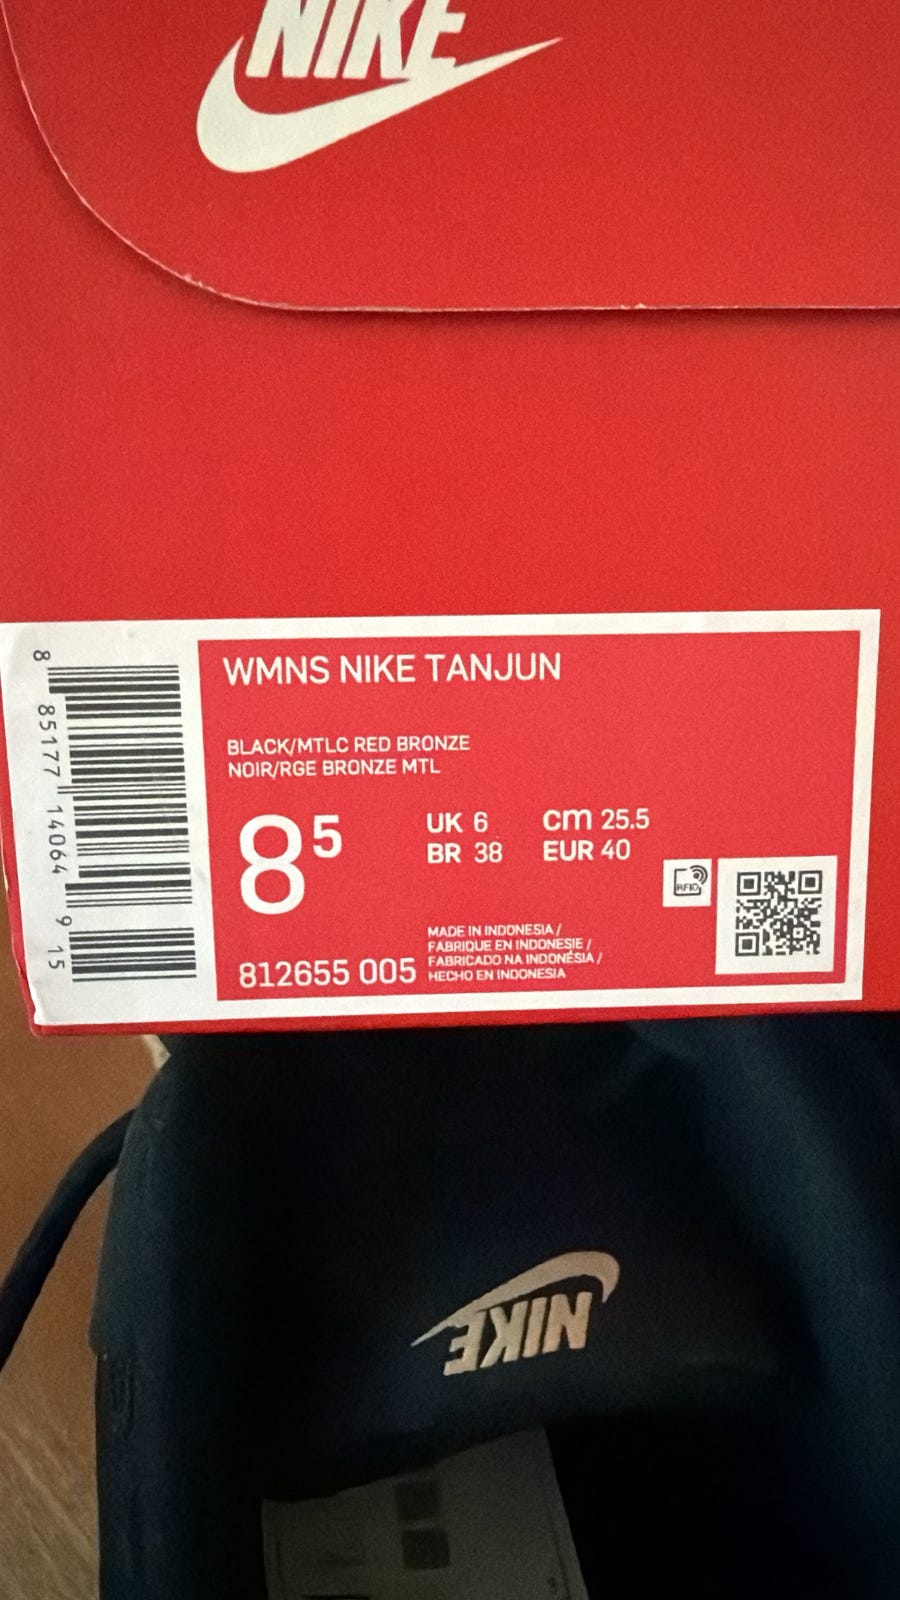 NIKE
WMNS NIKE TANJUN
BLACK/MTLC RED BRONZE
NOIR/RGE BRONZE MTL
8 5
UK 6
cm 25.5
BR 38
EUR 40
RFID
812655 005
MADE IN INDONESIA /
FABRIQUE EN INDONESIE /
FABRICADO NA INDONÉSIA /
HECHO EN INDONESIA
8 85177 14064 9 15
NIKE